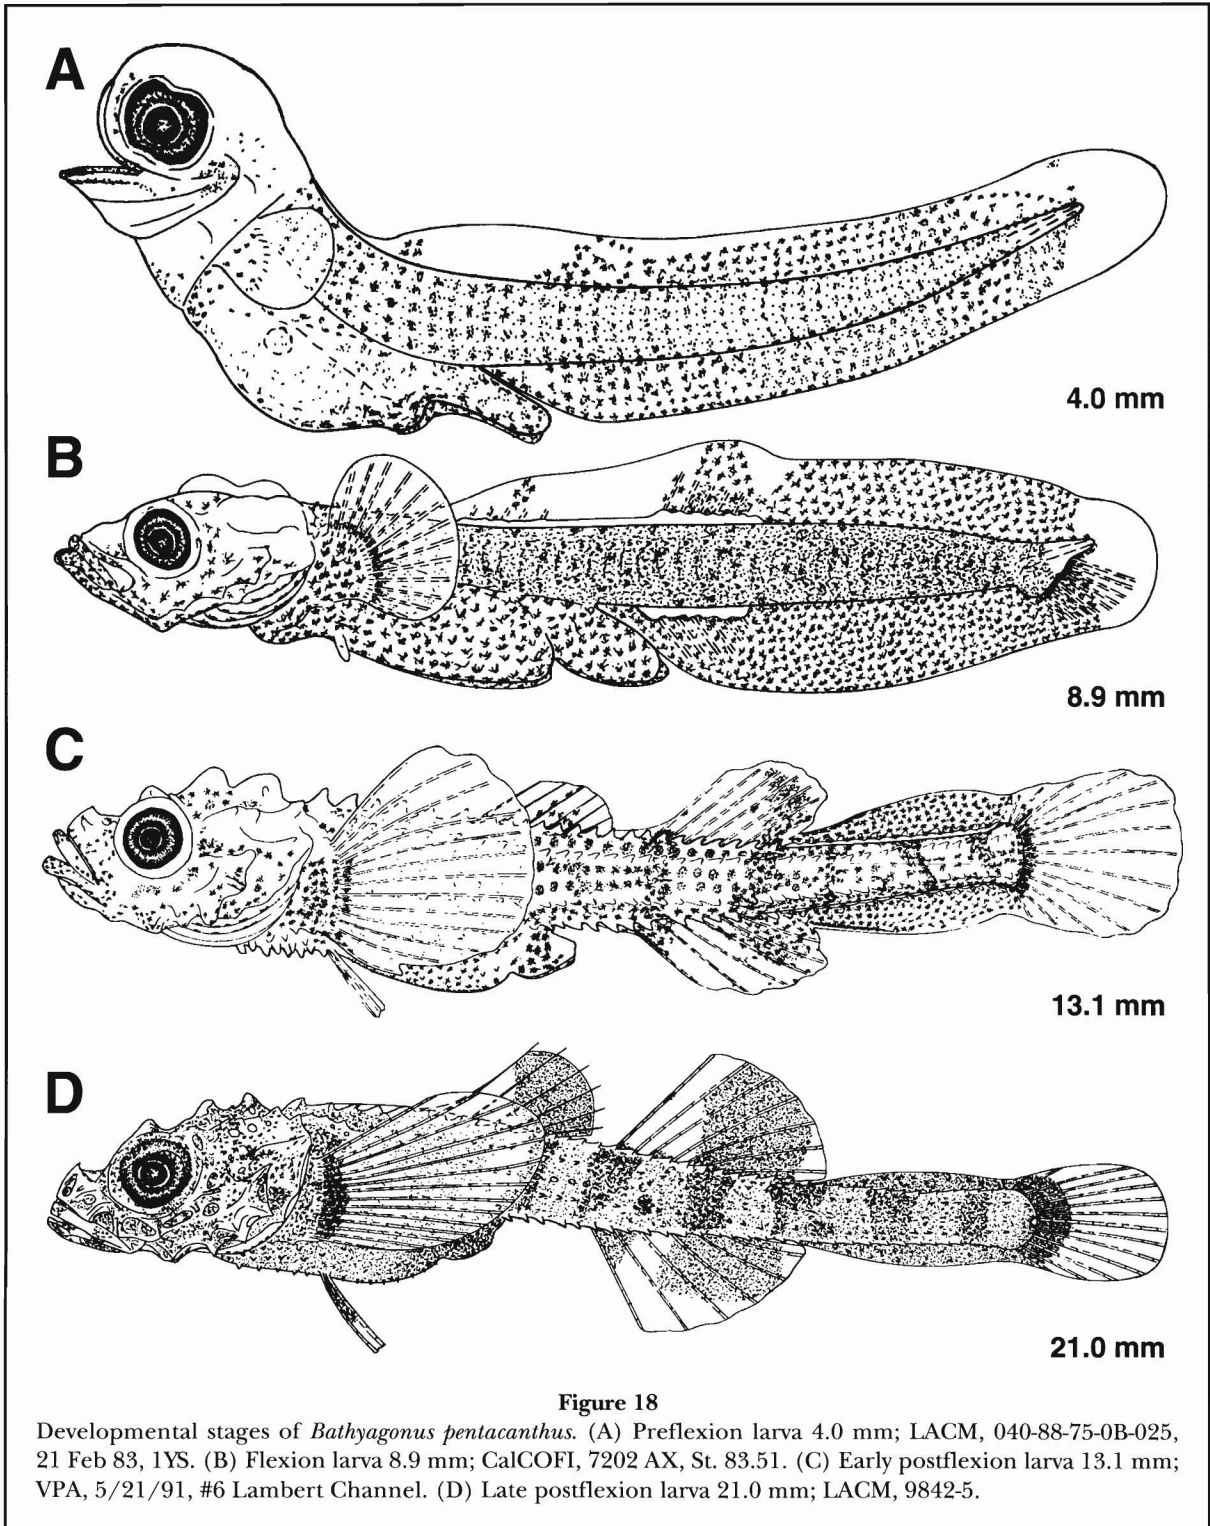 A
4.0 mm
B
8.9 mm
C
13.1 mm
D
21.0 mm
Figure 18
Developmental stages of Bathyagonus pentacanthus. (A) Preflexion larva 4.0 mm; LACM, 040-88-75-0B-025,
21 Feb 83, 1YS. (B) Flexion larva 8.9 mm; CalCOFI, 7202 AX, St. 83.51. (C) Early postflexion larva 13.1 mm;
VPA, 5/21/91, #6 Lambert Channel. (D) Late postflexion larva 21.0 mm; LACM, 9842-5.